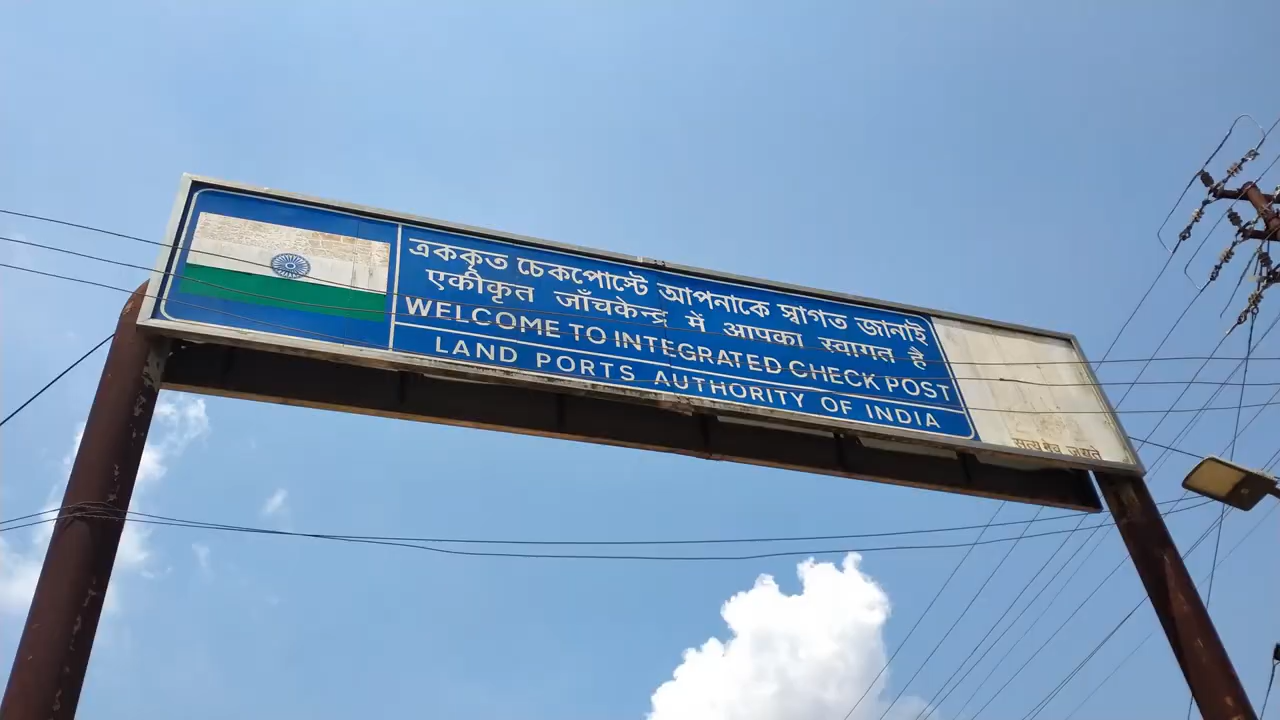 এককৃত চেকপোস্টে আপনাকে স্বাগত জানাই
एकीकृत जाँचकेन्द्र में आपका स्वागत है
WELCOME TO INTEGRATED CHECK POST
LAND PORTS AUTHORITY OF INDIA
सत्यमेव जयते